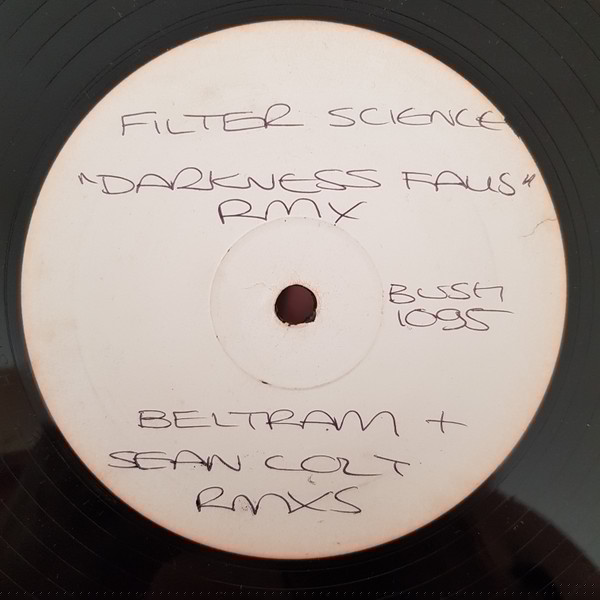 FILTER SCIENCE
"DARKNESS FALLS"
RMX
BUSH
1095
BELTRAM +
SEAN COLT
RMXS